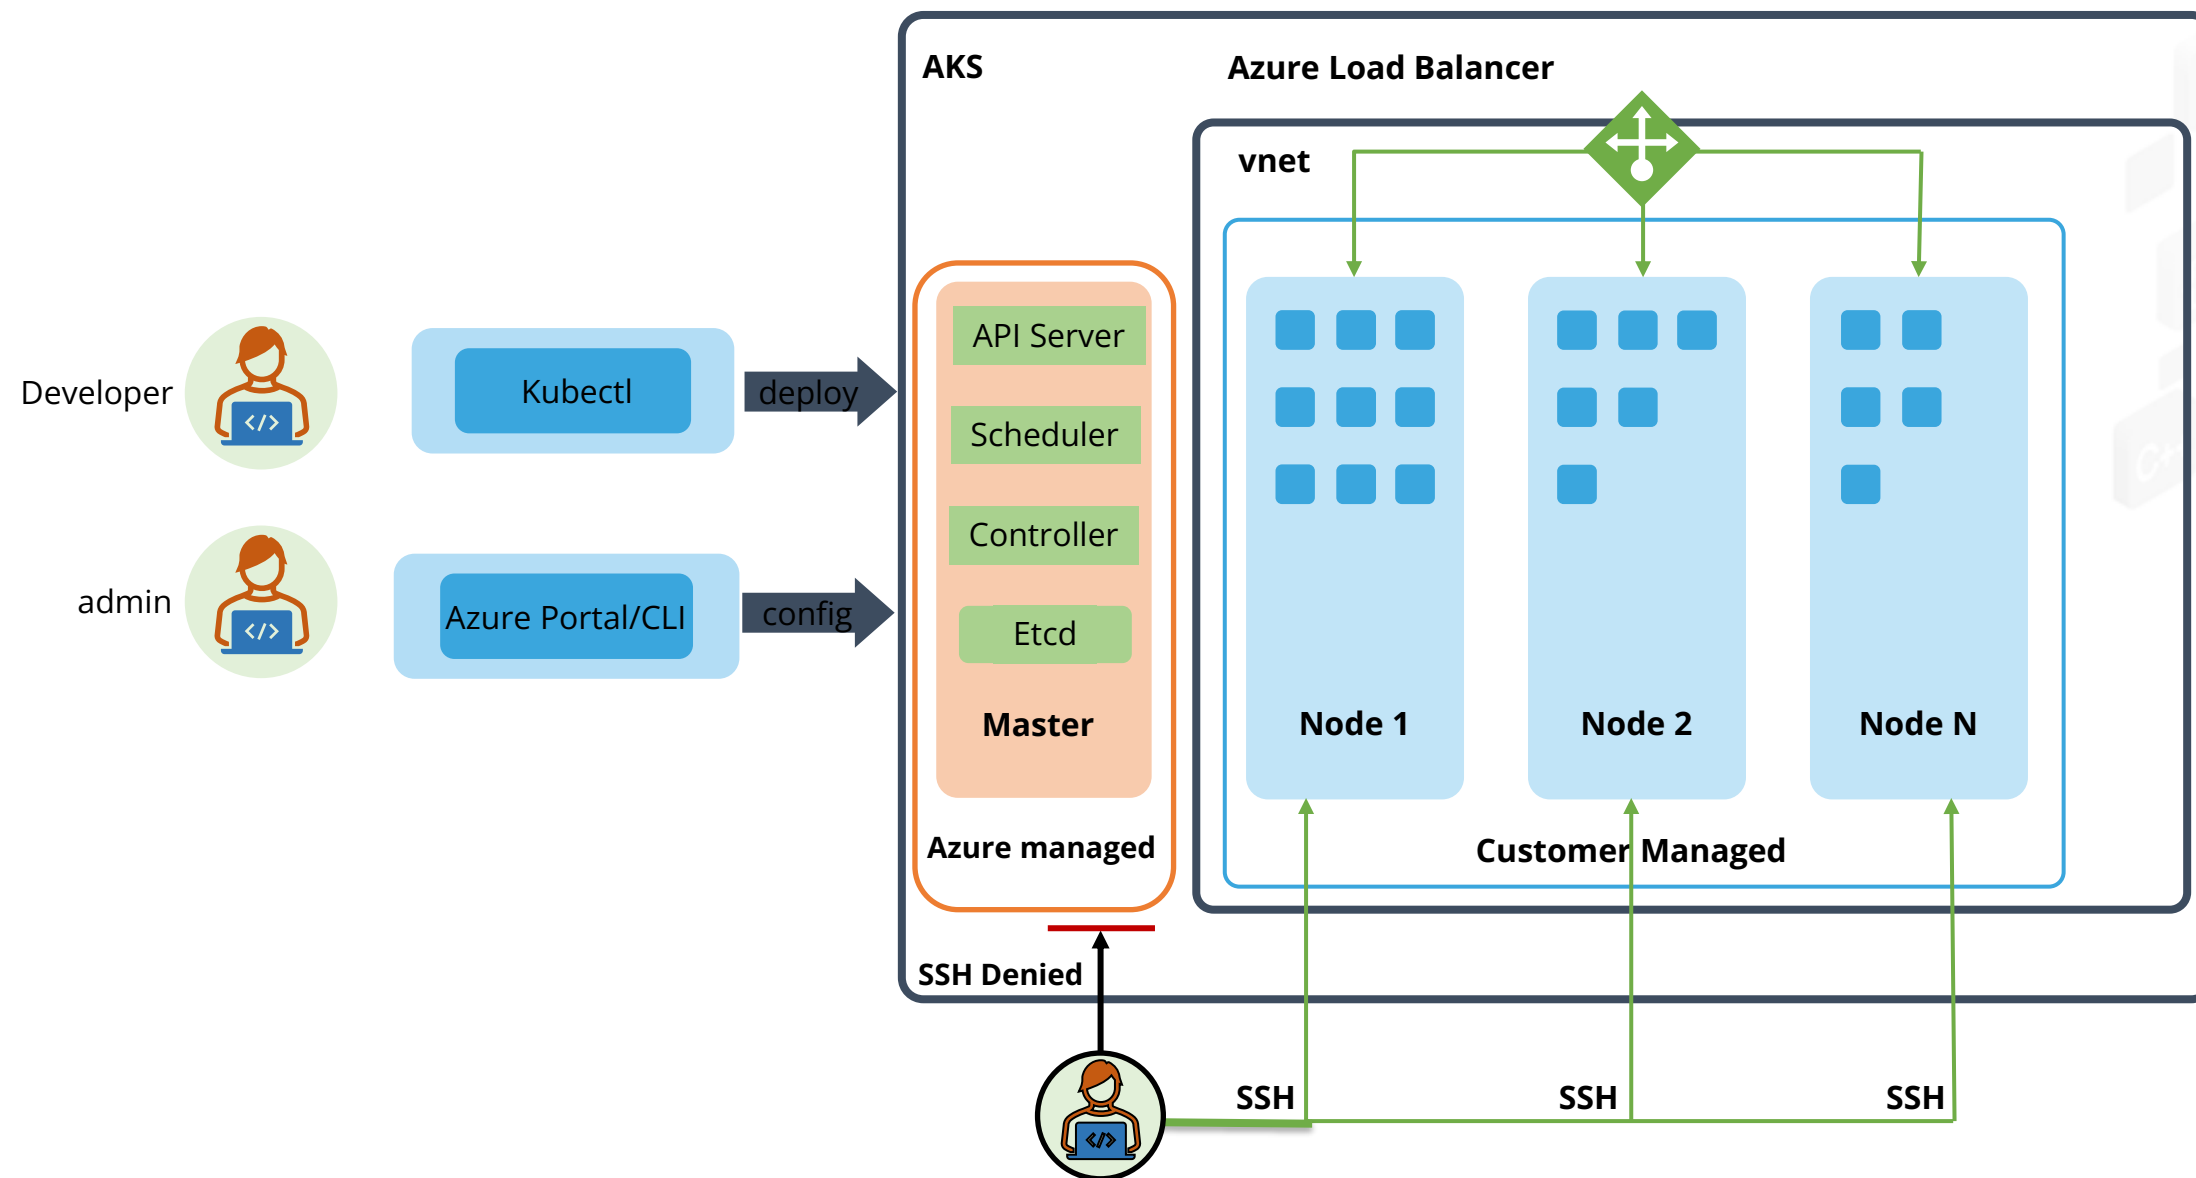 AKS
Azure Load Balancer
vnet
API Server
Developer
</>
Kubectl
deploy
Scheduler
Controller
admin
</>
Azure Portal/CLI
config
Etcd
Master
Node 1
Node 2
Node N
Azure managed
Customer Managed
SSH Denied
SSH
SSH
SSH
</>
C+